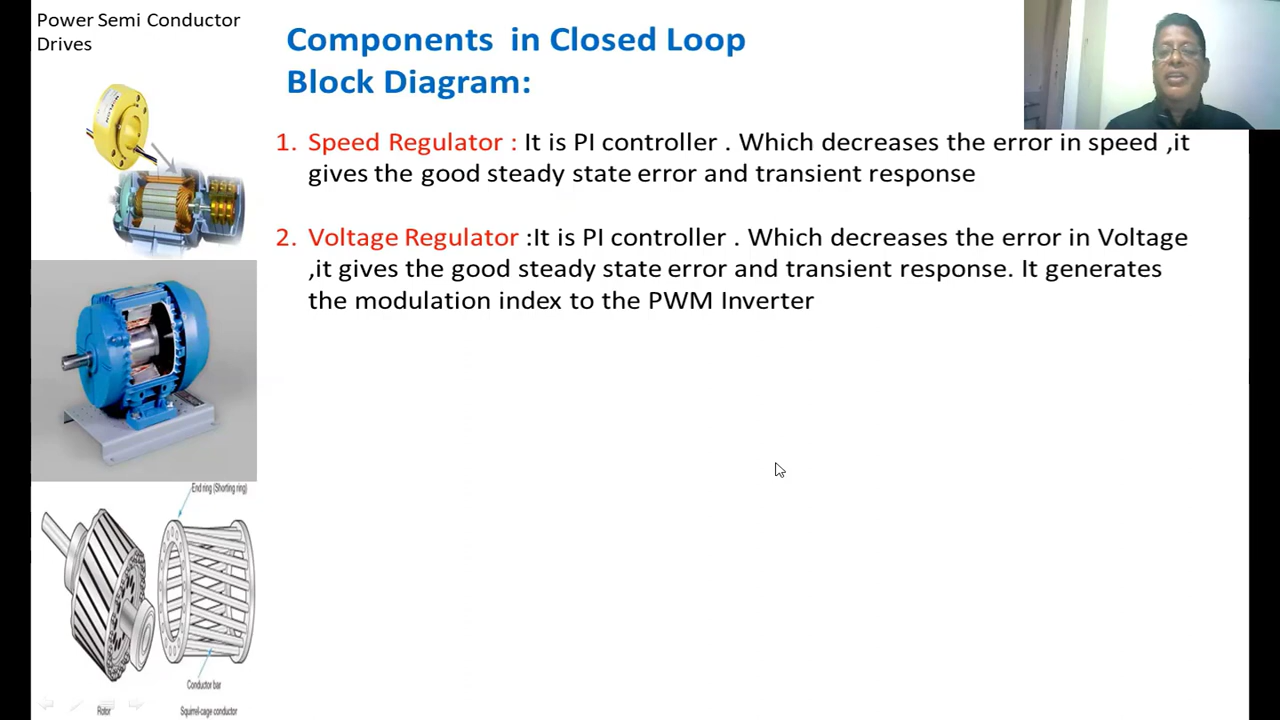 Power Semi Conductor
Drives
Components in Closed Loop
Block Diagram:
1. Speed Regulator : It is PI controller . Which decreases the error in speed ,it
gives the good steady state error and transient response
2. Voltage Regulator :It is PI controller . Which decreases the error in Voltage
,it gives the good steady state error and transient response. It generates
the modulation index to the PWM Inverter
End ring (Shorting ring)
Conductor bar
Rotor
Squirrel-cage conductor